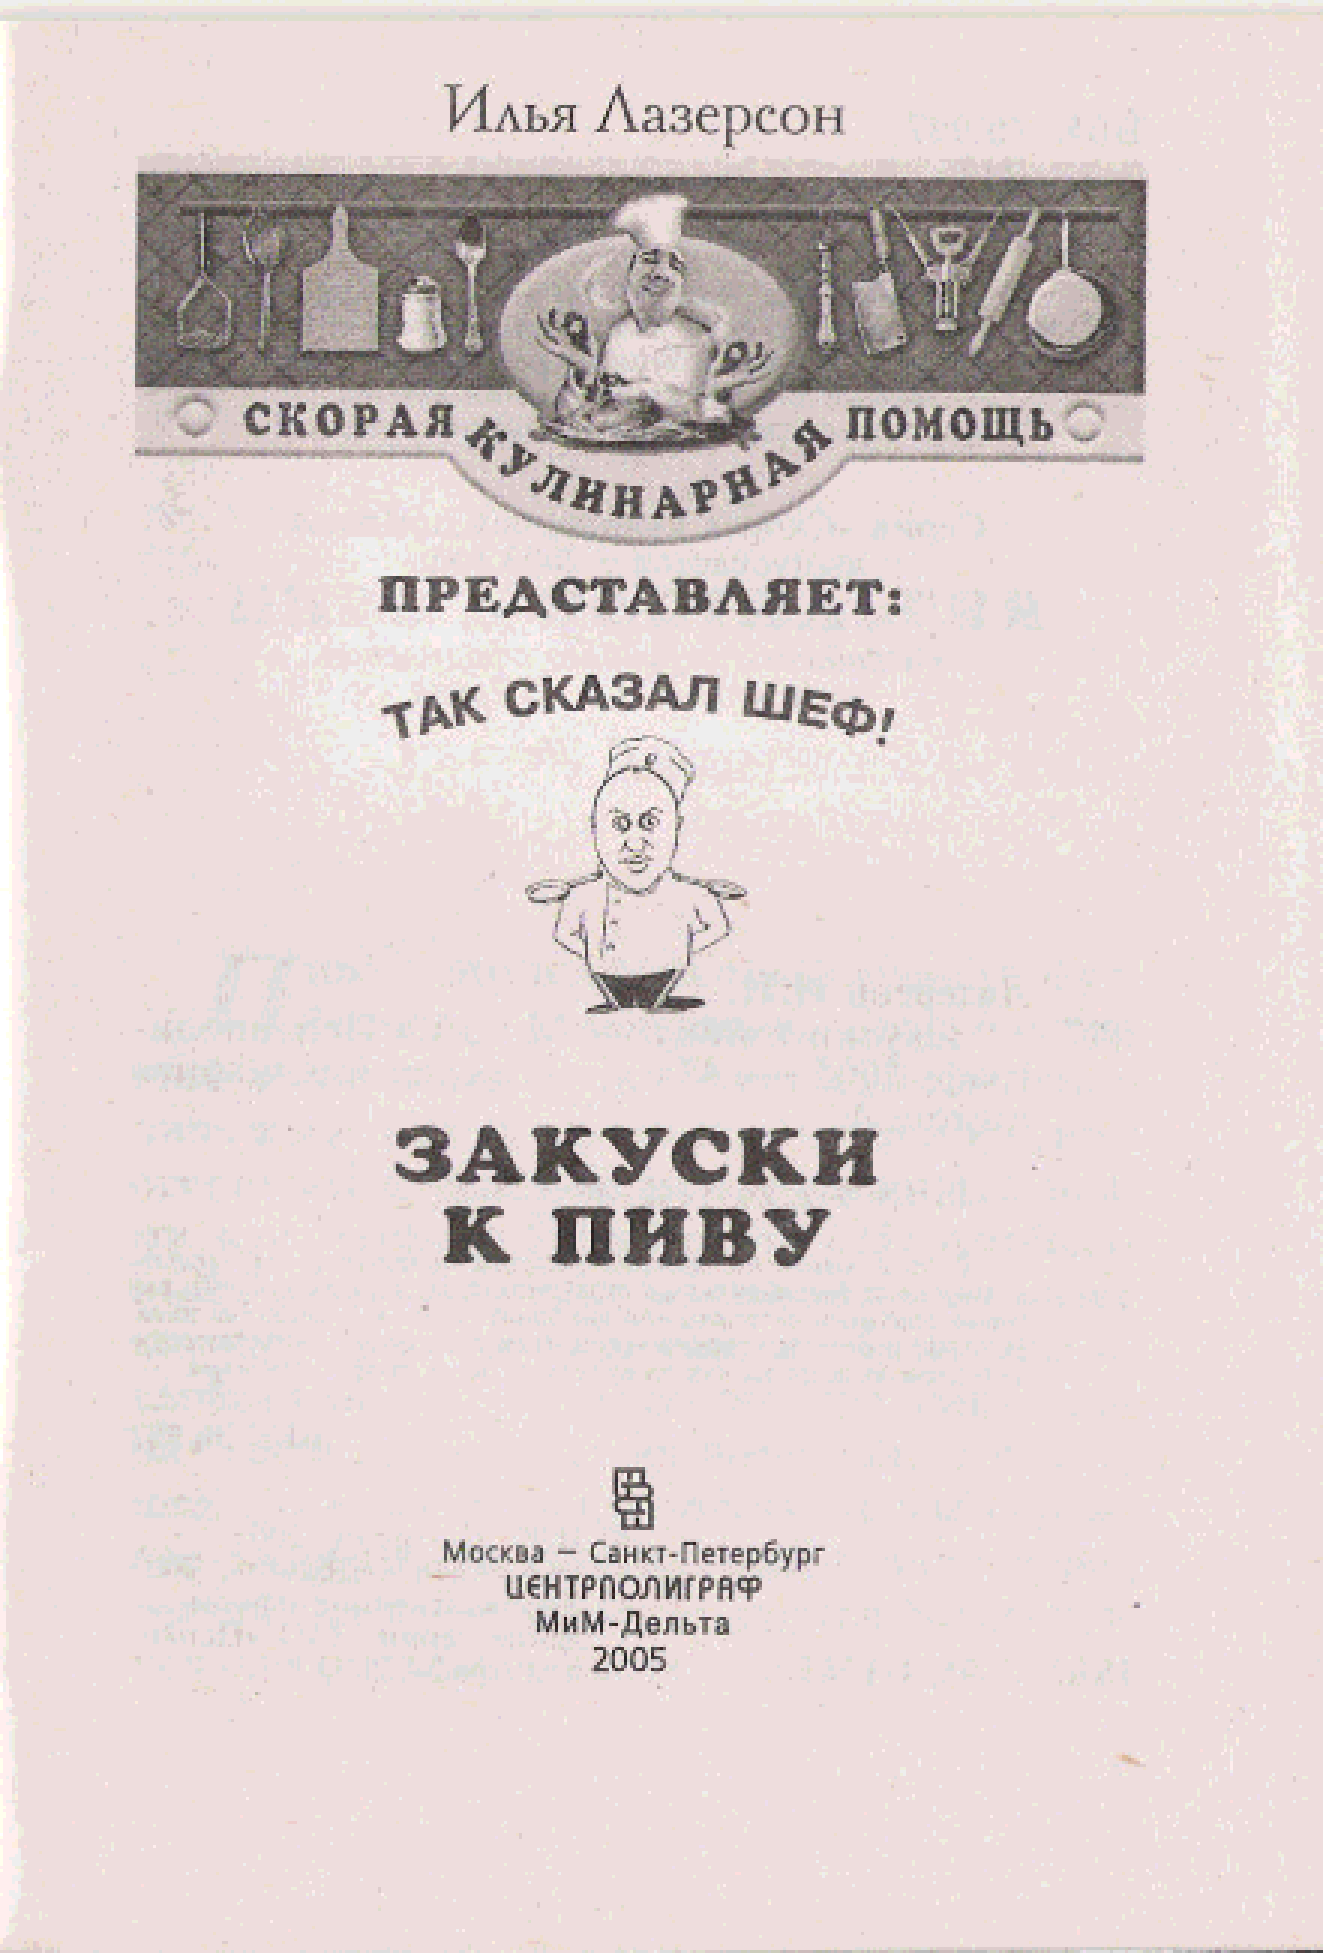 Илья Лазерсон
СКОРАЯ КУЛИНАРНАЯ ПОМОЩЬ
ПРЕДСТАВЛЯЕТ:
ТАК СКАЗАЛ ШЕФ!
ЗАКУСКИ
К ПИВУ
Москва – Санкт-Петербург
ЦЕНТРПОЛИГРАФ
МиМ-Дельта
2005